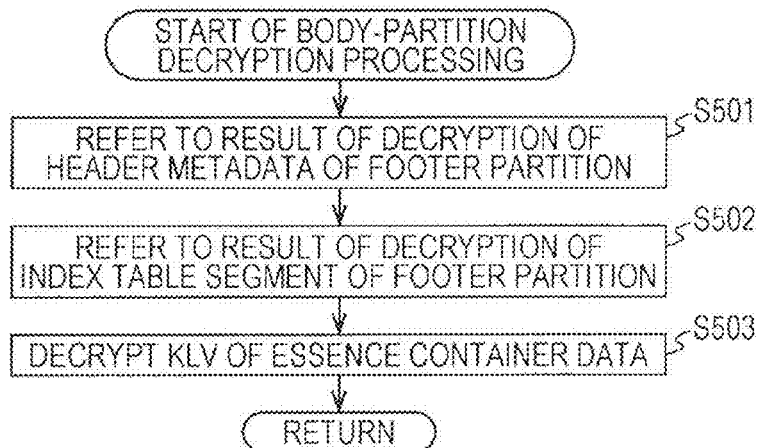 START OF BODY-PARTITION
DECRYPTION PROCESSING
S501
REFER TO RESULT OF DECRYPTION OF
HEADER METADATA OF FOOTER PARTITION
S502
REFER TO RESULT OF DECRYPTION OF
INDEX TABLE SEGMENT OF FOOTER PARTITION
S503
DECRYPT KLV OF ESSENCE CONTAINER DATA
RETURN